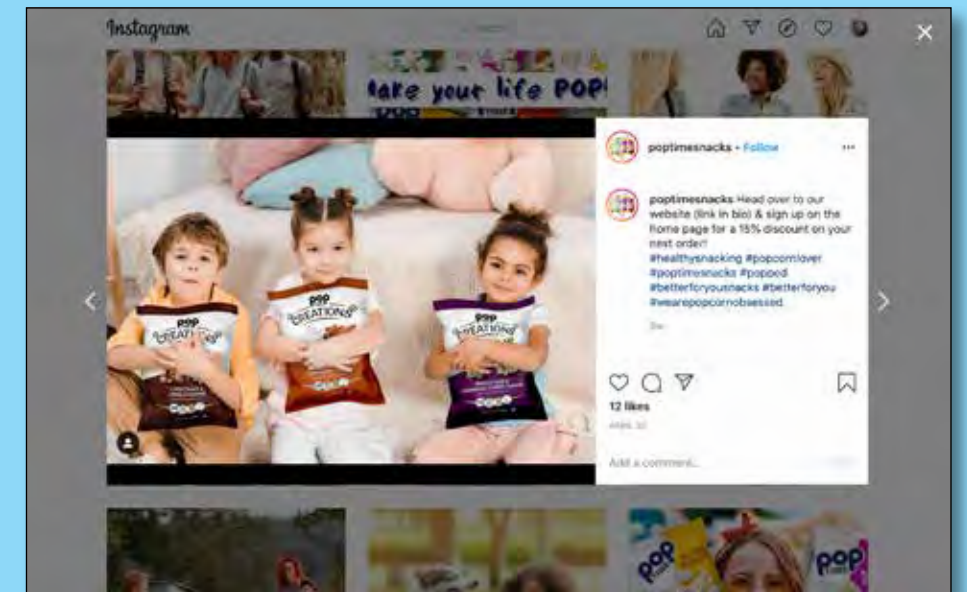 Instagram
take your life POP!
poptimesnacks • Follow
poptimesnacks Head over to our
website (link in bio) & sign up on the
home page for a 15% discount on your
next order!!
#healthysnacking #popcornlover
#poptimesnacks #popped
#betterforyousnacks #betterforyou
#wearepopcornobsessed
POP
CREATIONS
POP
CREATIONS
POP
CREATIONS
12 likes
Add a comment...
POP
POP